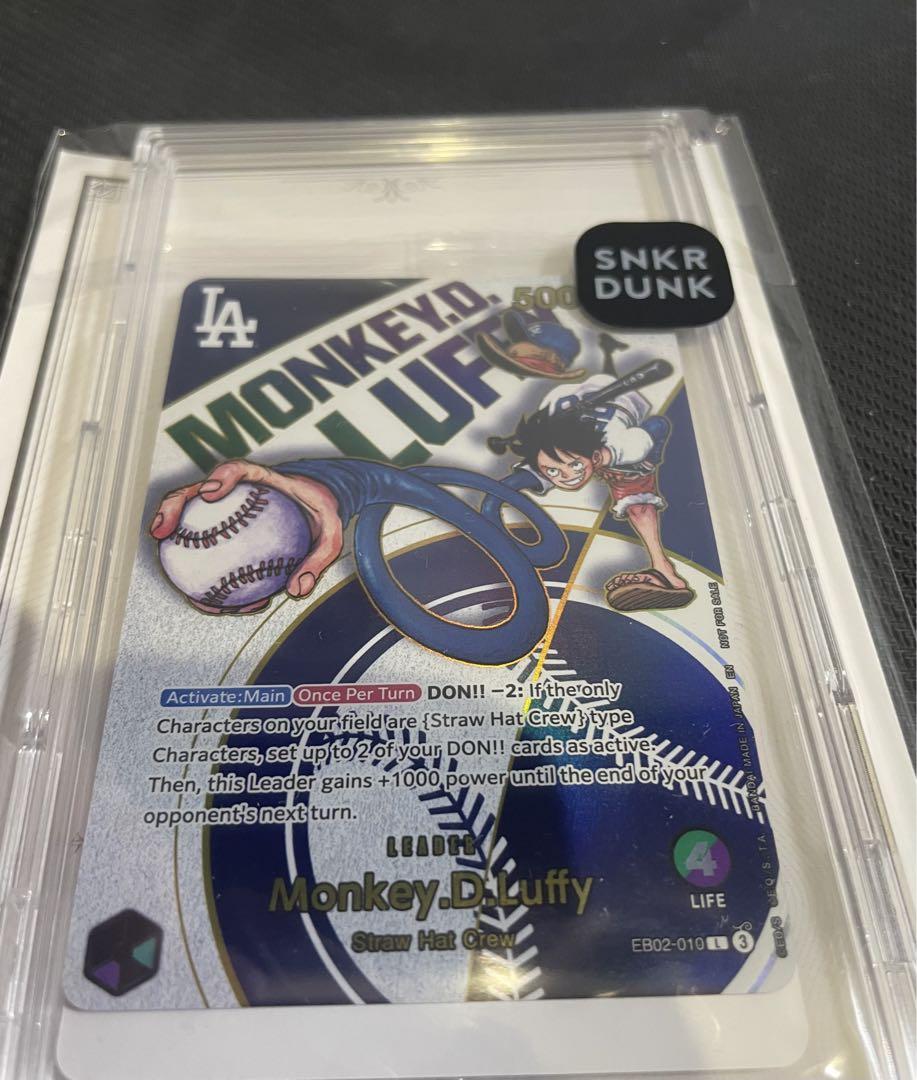 SNKR
DUNK
LA
MONKEY.D.
LUFFY
500
Activate:Main Once Per Turn DON!! −2: If the only
Characters on your field are {Straw Hat Crew} type
Characters, set up to 2 of your DON!! cards as active.
Then, this Leader gains +1000 power until the end of your
opponent's next turn.
LEADER
Monkey.D.Luffy
Straw Hat Crew
4
LIFE
EB02-010 L 3
BANDAI MADE IN JAPAN EN NOT FOR SALE